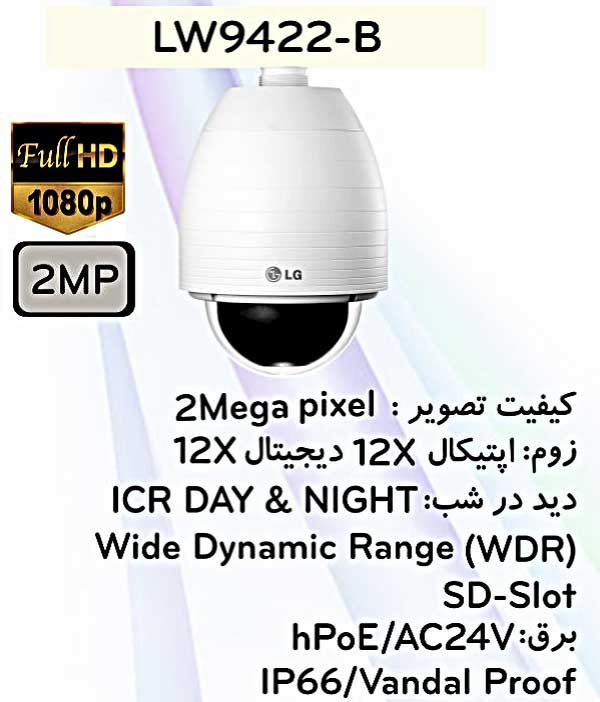 LW9422-B
Full HD
1080p
2MP
LG
کیفیت تصویر : 2Mega pixel
زوم: اپتیکال 12X دیجیتال 12X
دید در شب: ICR DAY & NIGHT
Wide Dynamic Range (WDR)
SD-Slot
برق: hPoE/AC24V
IP66/Vandal Proof